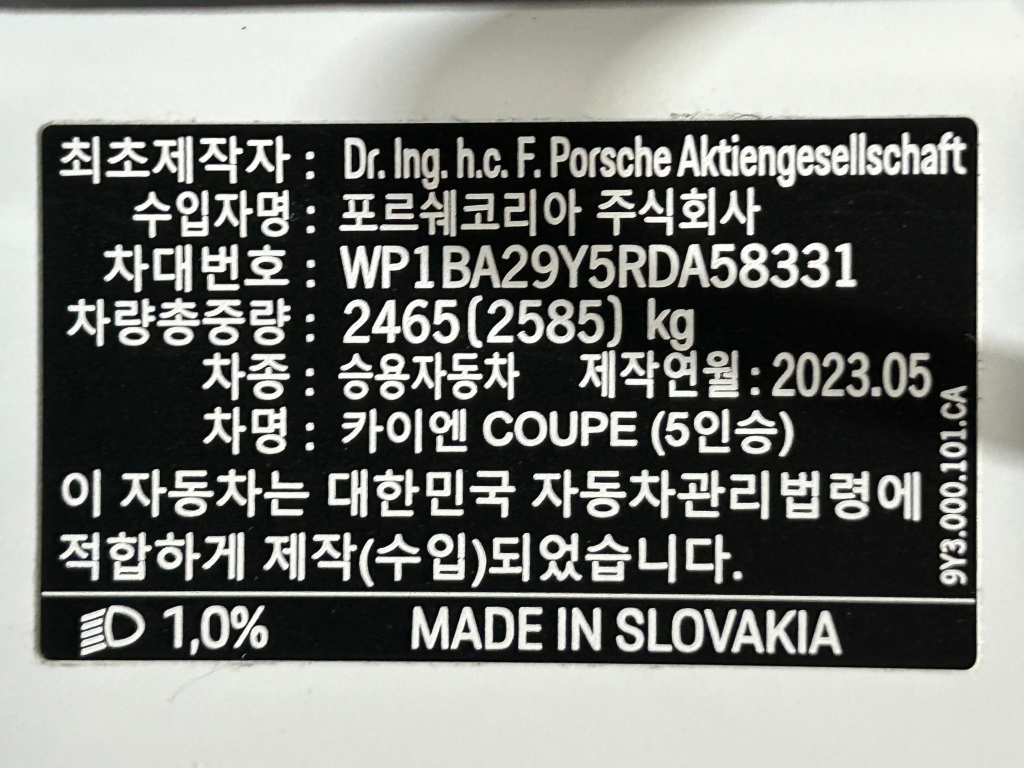 최초제작자 : Dr. Ing. h.c. F. Porsche Aktiengesellschaft
수입자명 : 포르쉐코리아 주식회사
차대번호 : WP1BA29Y5RDA58331
차량총중량 : 2465(2585) kg
차종 : 승용자동차 제작연월 : 2023.05
차명 : 카이엔 COUPE (5인승)
이 자동차는 대한민국 자동차관리법령에
적합하게 제작(수입)되었습니다.
9Y3.000.101.CA
1,0% MADE IN SLOVAKIA